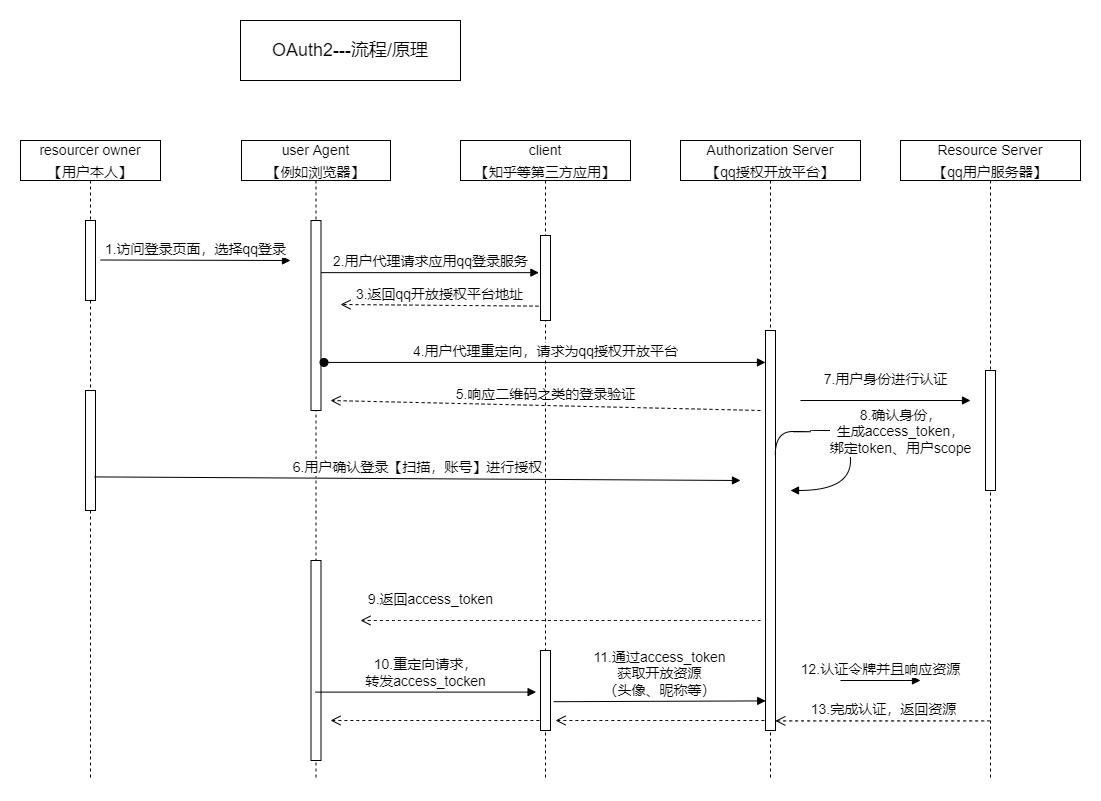 OAuth2---流程/原理
resourcer owner
【用户本人】
user Agent
【例如浏览器】
client
【知乎等第三方应用】
Authorization Server
【qq授权开放平台】
Resource Server
【qq用户服务器】
1.访问登录页面，选择qq登录
2.用户代理请求应用qq登录服务
3.返回qq开放授权平台地址
4.用户代理重定向，请求为qq授权开放平台
5.响应二维码之类的登录验证
6.用户确认登录【扫描，账号】进行授权
7.用户身份进行认证
8.确认身份，
生成access_token，
绑定token、用户scope
9.返回access_token
10.重定向请求，
转发access_tocken
11.通过access_token
获取开放资源
（头像、昵称等）
12.认证令牌并且响应资源
13.完成认证，返回资源